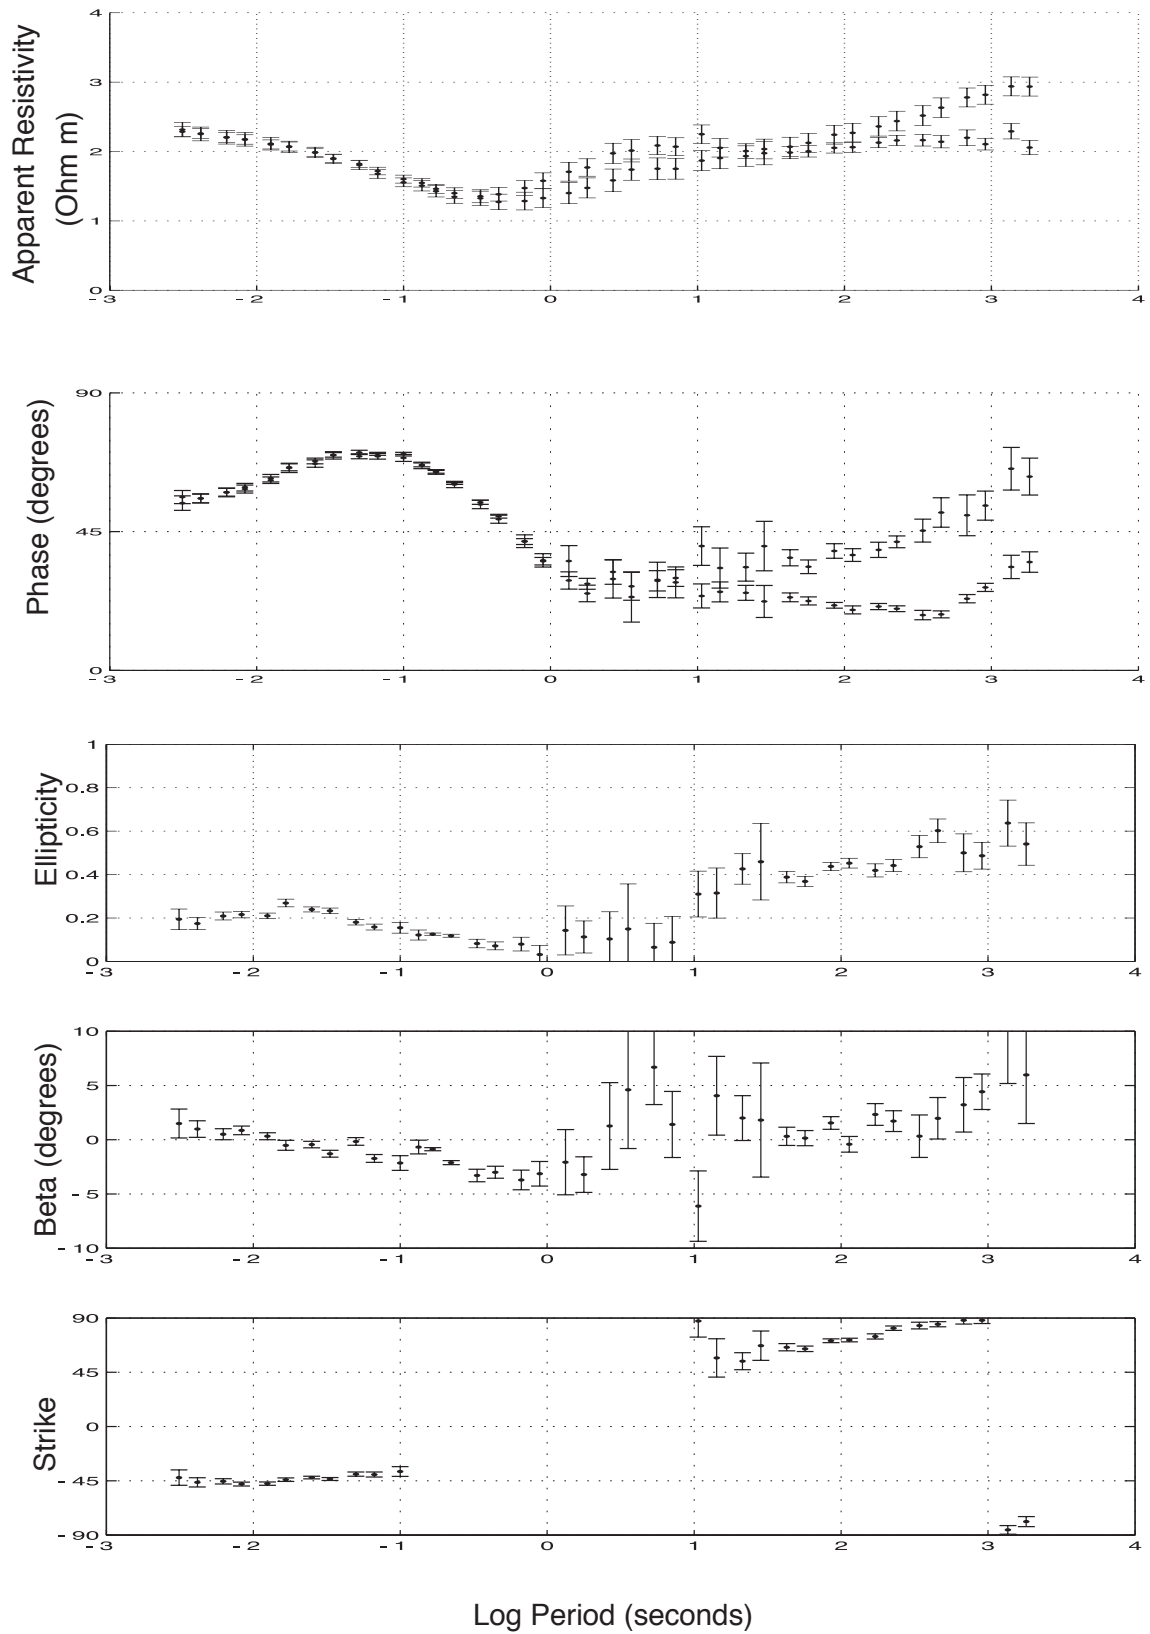 Apparent Resistivity
(Ohm m)
4
3
2
1
0
-3 -2 -1 0 1 2 3 4
Phase (degrees)
90
45
0
-3 -2 -1 0 1 2 3 4
Ellipticity
1
0.8
0.6
0.4
0.2
0
-3 -2 -1 0 1 2 3 4
Beta (degrees)
10
5
0
-5
-10
-3 -2 -1 0 1 2 3 4
Strike
90
45
0
-45
-90
-3 -2 -1 0 1 2 3 4
Log Period (seconds)